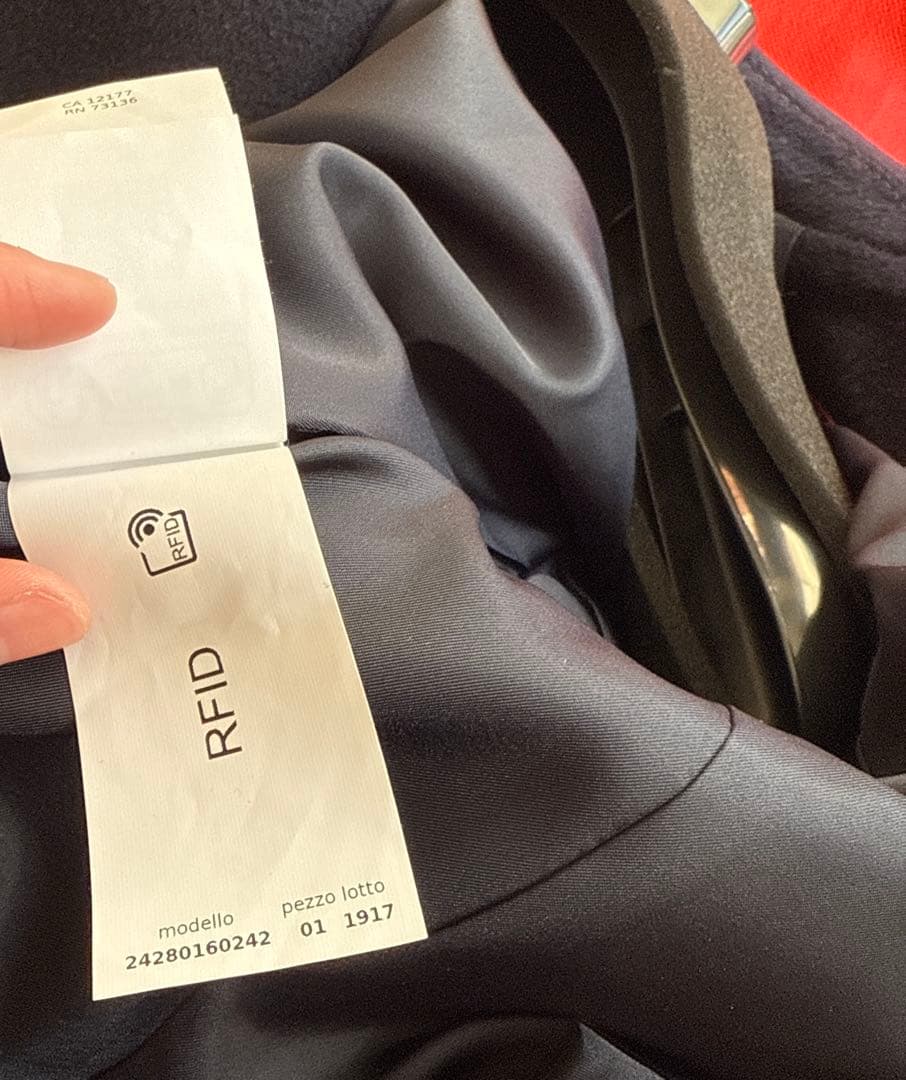 CA 12177
RN 73136
RFID
RFID
modello pezzo lotto
24280160242 01 1917